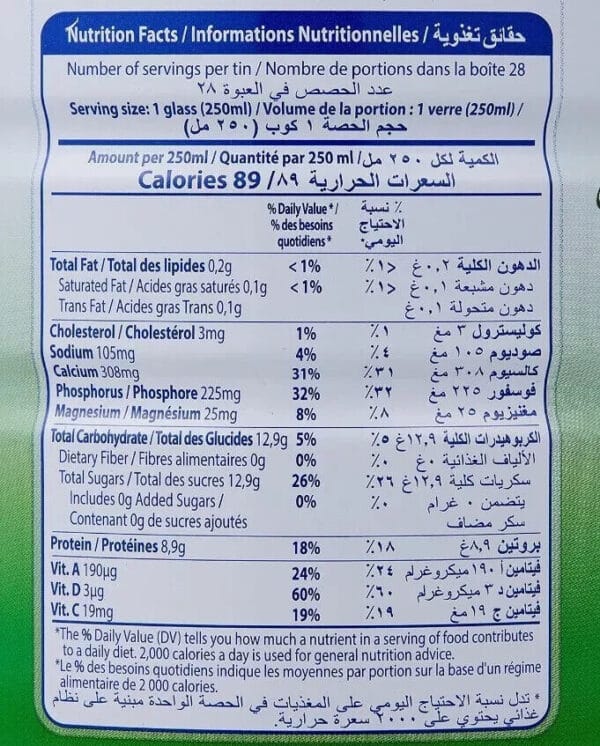 Nutrition Facts / Informations Nutritionnelles / حقائق تغذوية
Number of servings per tin / Nombre de portions dans la boîte 28
عدد الحصص في العبوة ٢٨
Serving size: 1 glass (250ml) / Volume de la portion : 1 verre (250ml) /
حجم الحصة ١ كوب (٢٥٠ مل)
Amount per 250ml / Quantité par 250 ml / الكمية لكل ٢٥٠ مل
Calories 89 / السعرات الحرارية ٨٩
% Daily Value* / ٪ نسبة
% des besoins الاحتياج
quotidiens* اليومي*
Total Fat / Total des lipides 0,2g <1% الدهون الكلية ٠,٢غ <١٪
Saturated Fat / Acides gras saturés 0,1g <1% دهون مشبعة ٠,١غ <١٪
Trans Fat / Acides gras Trans 0,1g دهون متحولة ٠,١غ
Cholesterol / Cholestérol 3mg 1% كوليسترول ٣ مغ ١٪
Sodium 105mg 4% صوديوم ١٠٥ مغ ٤٪
Calcium 308mg 31% كالسيوم ٣٠٨ مغ ٣١٪
Phosphorus / Phosphore 225mg 32% فوسفور ٢٢٥ مغ ٣٢٪
Magnesium / Magnésium 25mg 8% مغنيزيوم ٢٥ مغ ٨٪
Total Carbohydrate / Total des Glucides 12,9g 5% الكربوهيدرات الكلية ١٢,٩غ ٥٪
Dietary Fiber / Fibres alimentaires 0g 0% الألياف الغذائية ٠غ ٠٪
Total Sugars / Total des sucres 12,9g 26% سكريات كلية ١٢,٩غ ٢٦٪
Includes 0g Added Sugars / 0% يتضمن ٠ غرام ٠٪
Contenant 0g de sucres ajoutés سكر مضاف
Protein / Protéines 8,9g 18% بروتين ٨,٩غ ١٨٪
Vit. A 190µg 24% فيتامين أ ١٩٠ ميكروغرام ٢٤٪
Vit. D 3µg 60% فيتامين د ٣ ميكروغرام ٦٠٪
Vit. C 19mg 19% فيتامين ج ١٩ مغ ١٩٪
*The % Daily Value (DV) tells you how much a nutrient in a serving of food contributes
to a daily diet. 2,000 calories a day is used for general nutrition advice.
*Le % des besoins quotidiens indique les moyennes par portion sur la base d'un régime
alimentaire de 2 000 calories.
* تدل نسبة الاحتياج اليومي على المغذيات في الحصة الواحدة مبنية على نظام
غذائي يحتوي على ٢٠٠٠ سعرة حرارية.